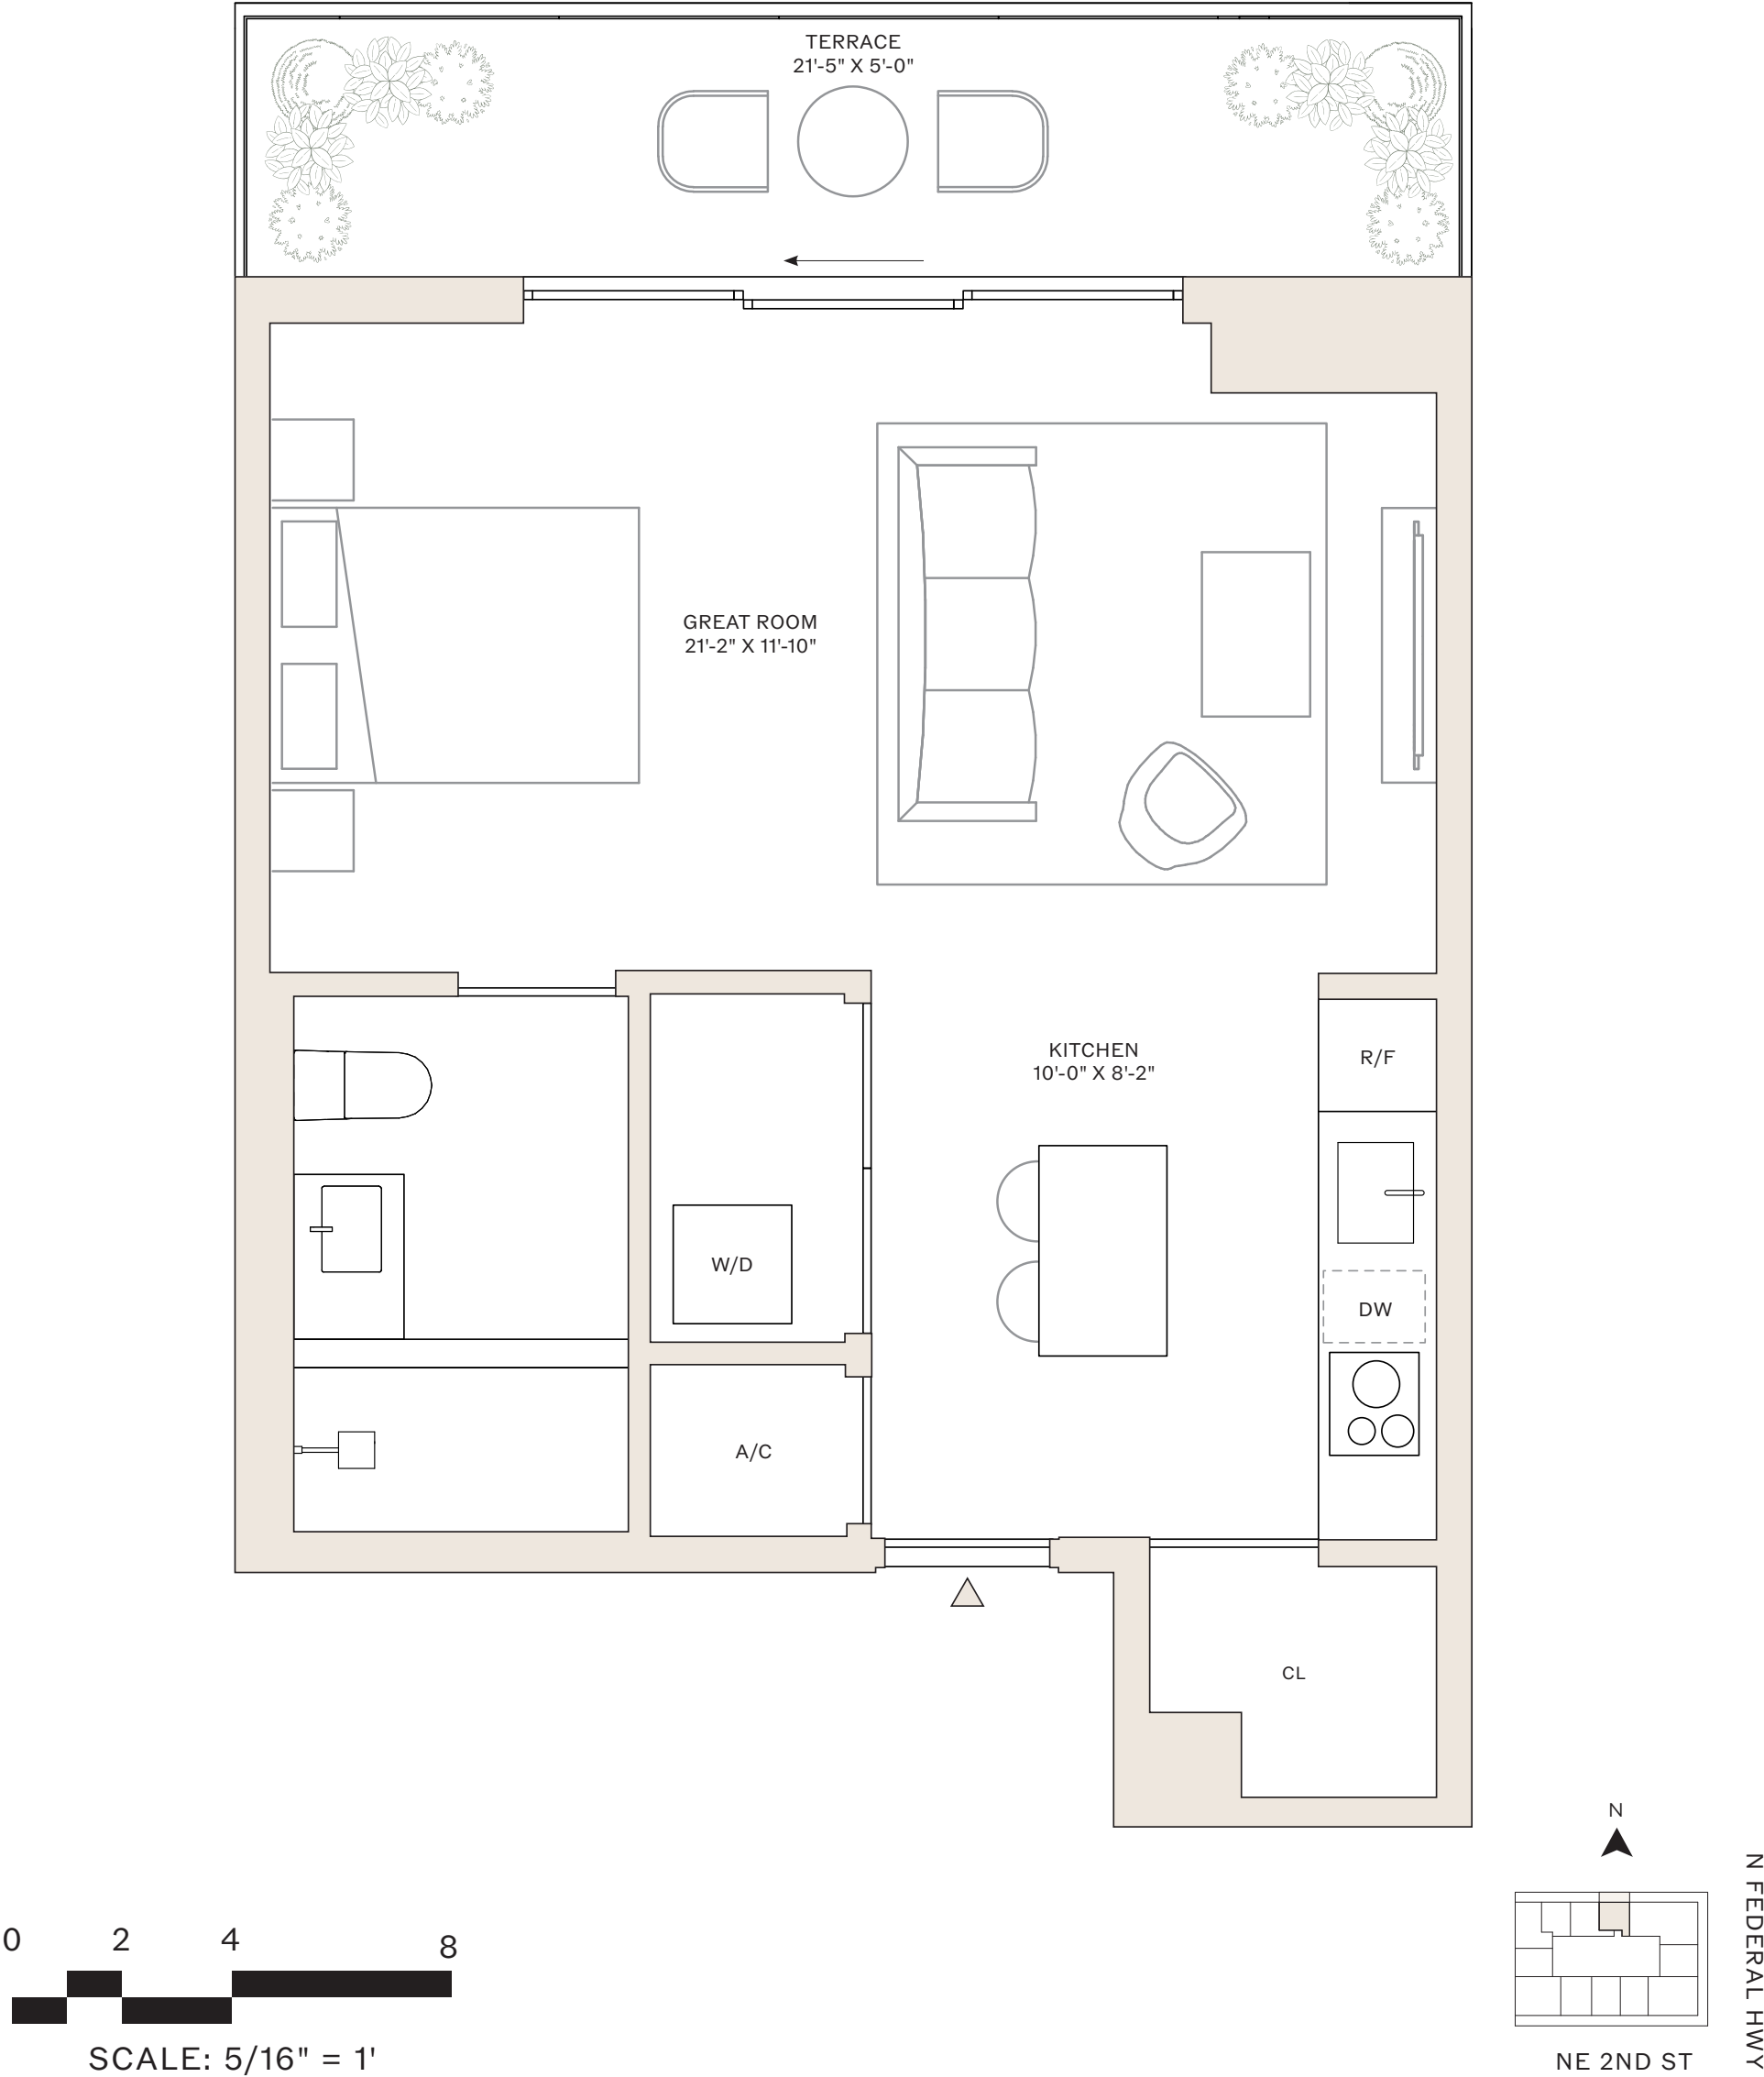 TERRACE
21'-5" X 5'-0"
GREAT ROOM
21'-2" X 11'-10"
KITCHEN
10'-0" X 8'-2"
R/F
W/D
DW
A/C
CL
N
N FEDERAL HWY
NE 2ND ST
0 2 4 8
SCALE: 5/16" = 1'